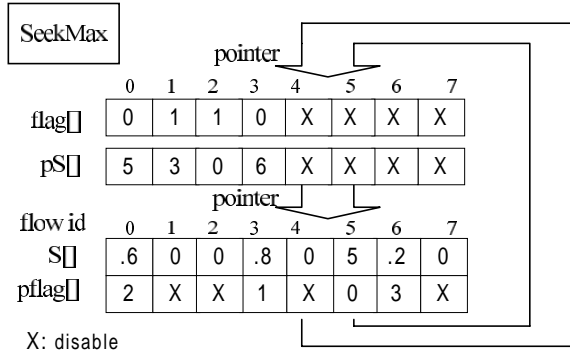 SeekMax
pointer
0 1 2 3 4 5 6 7
flag[] 0 1 1 0 X X X X
pS[] 5 3 0 6 X X X X
pointer
flow id 0 1 2 3 4 5 6 7
S[] .6 0 0 .8 0 5 .2 0
pflag[] 2 X X 1 X 0 3 X
X: disable